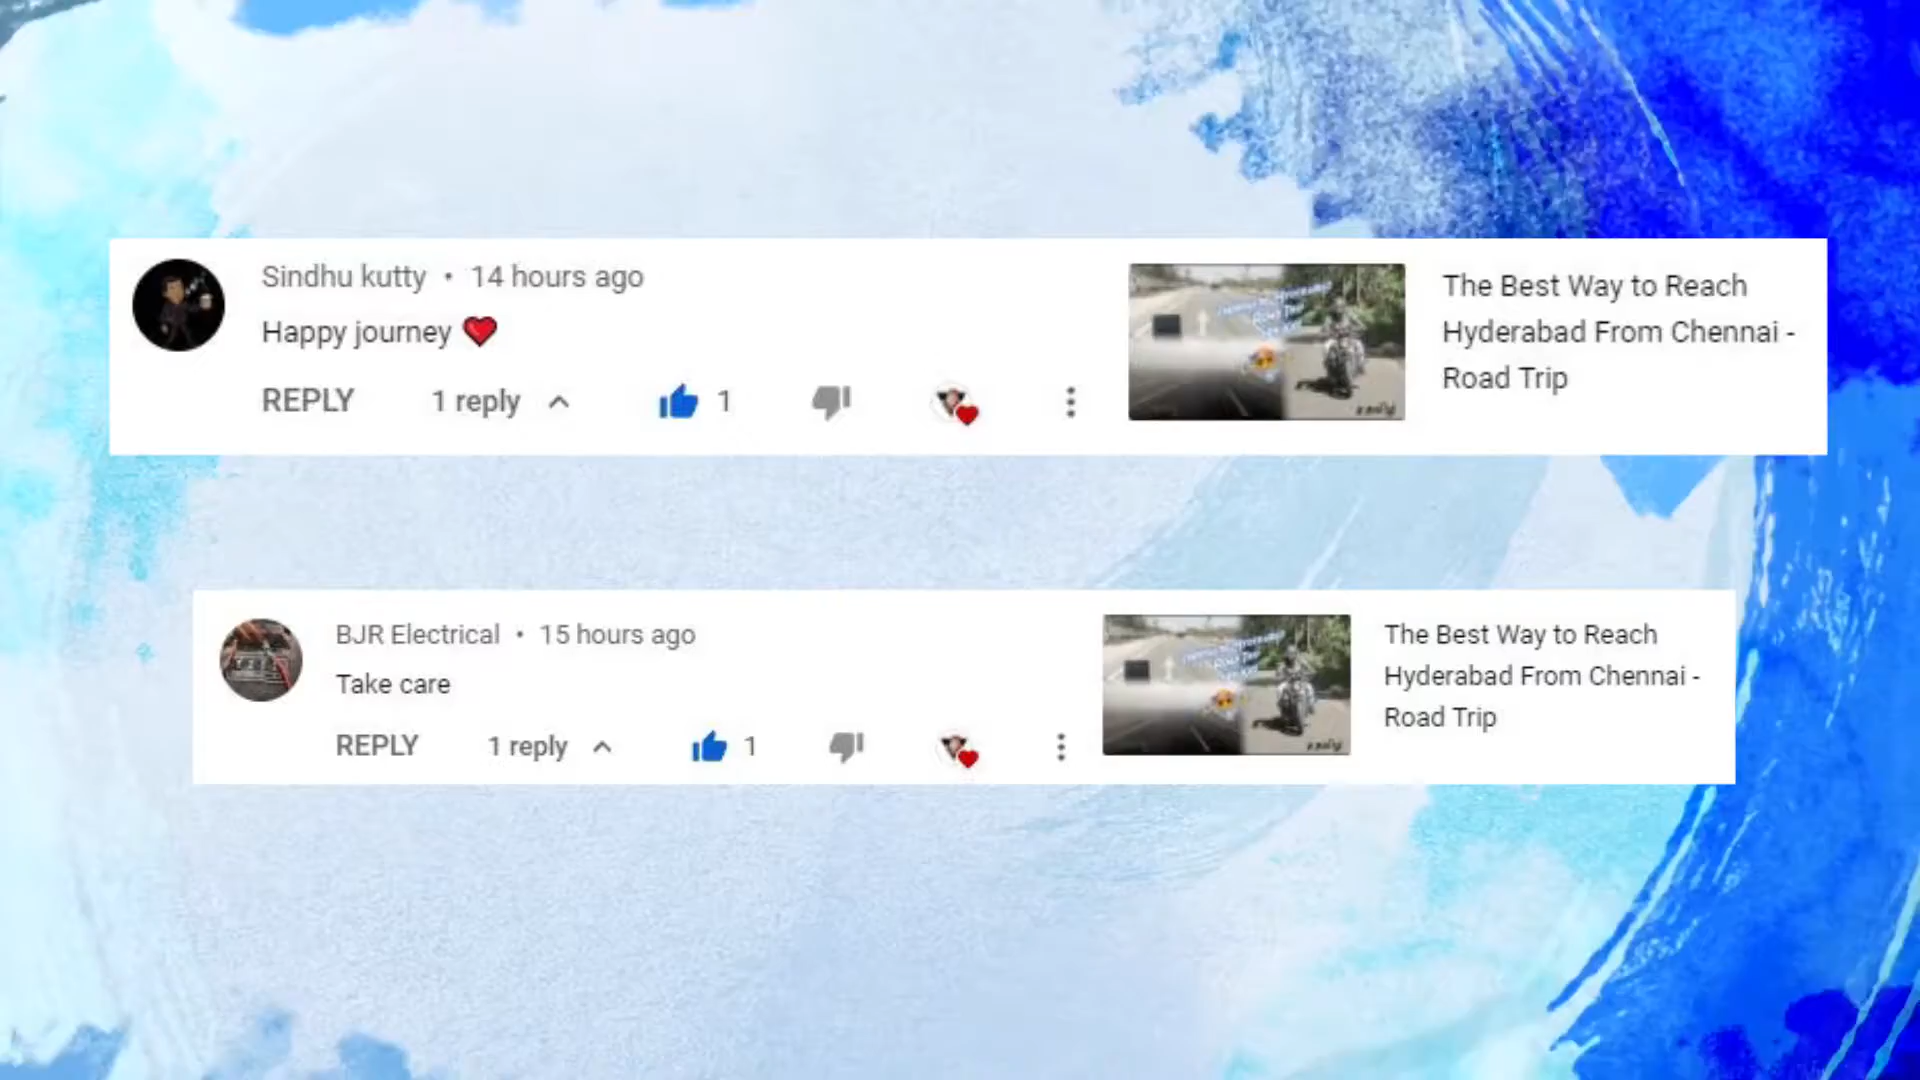 Sindhu kutty • 14 hours ago
Happy journey ❤️
REPLY 1 reply 1
The Best Way to Reach
Hyderabad From Chennai -
Road Trip
BJR Electrical • 15 hours ago
Take care
REPLY 1 reply 1
The Best Way to Reach
Hyderabad From Chennai -
Road Trip